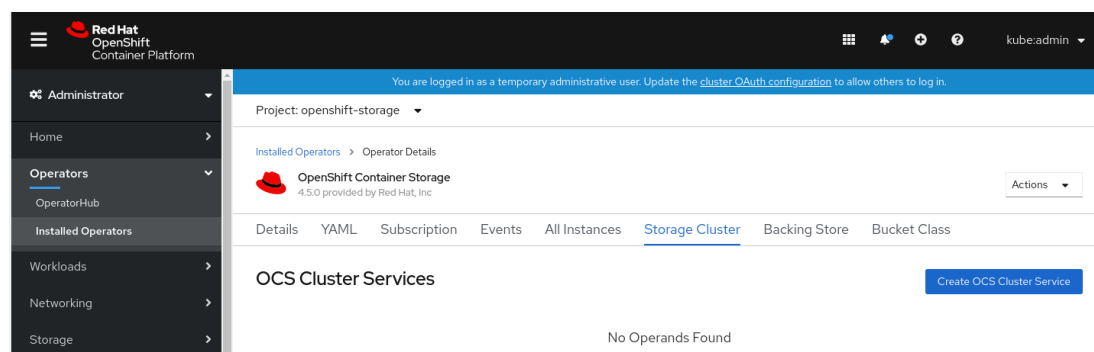 Red Hat
OpenShift
Container Platform
kube:admin
Administrator
You are logged in as a temporary administrative user. Update the cluster OAuth configuration to allow others to log in.
Project: openshift-storage
Home
Operators
OperatorHub
Installed Operators
Workloads
Networking
Storage
Installed Operators > Operator Details
OpenShift Container Storage
4.5.0 provided by Red Hat, Inc
Actions
Details YAML Subscription Events All Instances Storage Cluster Backing Store Bucket Class
OCS Cluster Services
Create OCS Cluster Service
No Operands Found